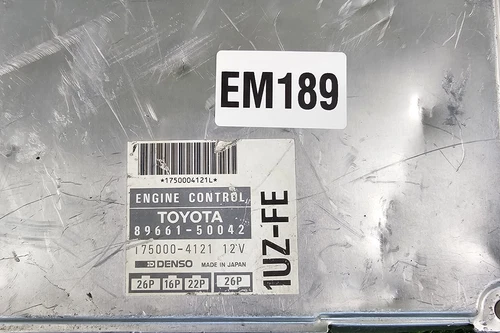 EM189
*1750004121L*
ENGINE CONTROL
TOYOTA
89661-50042
175000-4121 12V
DENSO MADE IN JAPAN
26P 16P 22P 26P
1UZ-FE